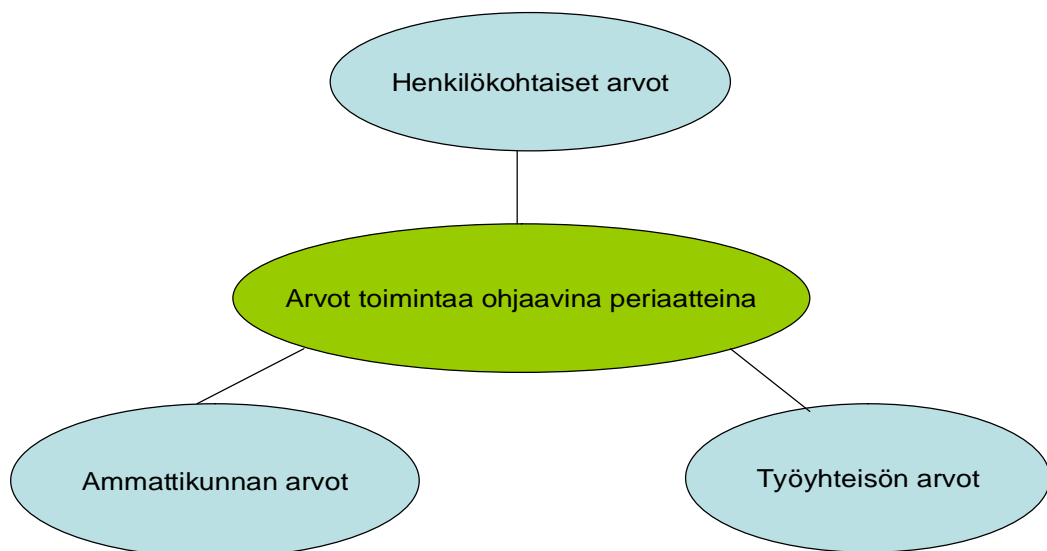 Henkilökohtaiset arvot
Arvot toimintaa ohjaavina periaatteina
Ammattikunnan arvot
Työyhteisön arvot